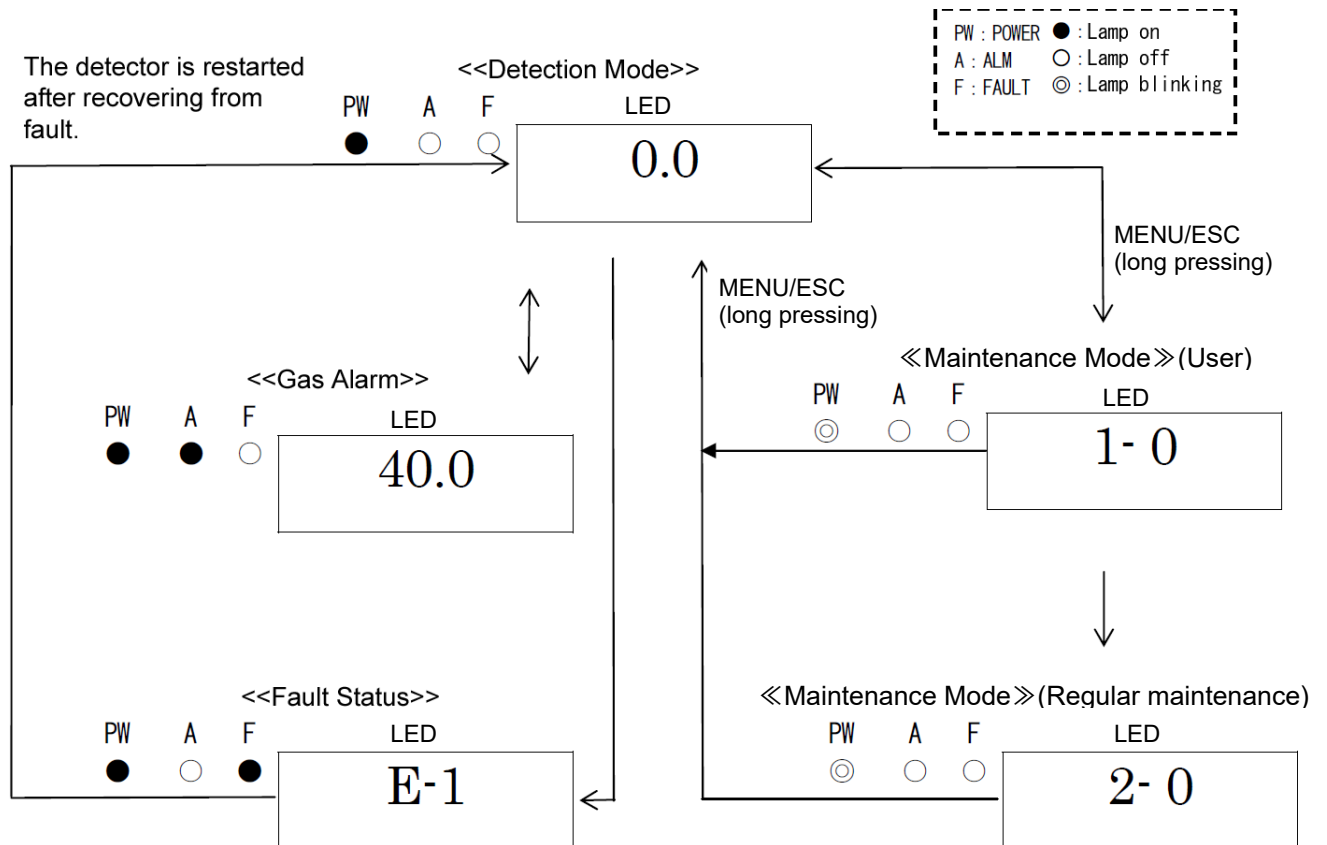 PW : POWER ● : Lamp on
A : ALM ○ : Lamp off
F : FAULT ◎ : Lamp blinking
The detector is restarted
after recovering from
fault.
<<Detection Mode>>
PW A F LED
● ○ ○
0.0
MENU/ESC
(long pressing)
MENU/ESC
(long pressing)
<<Gas Alarm>>
PW A F LED
● ● ○
40.0
≪Maintenance Mode≫(User)
PW A F LED
◎ ○ ○
1- 0
<<Fault Status>>
PW A F LED
● ○ ●
E-1
≪Maintenance Mode≫(Regular maintenance)
PW A F LED
◎ ○ ○
2- 0